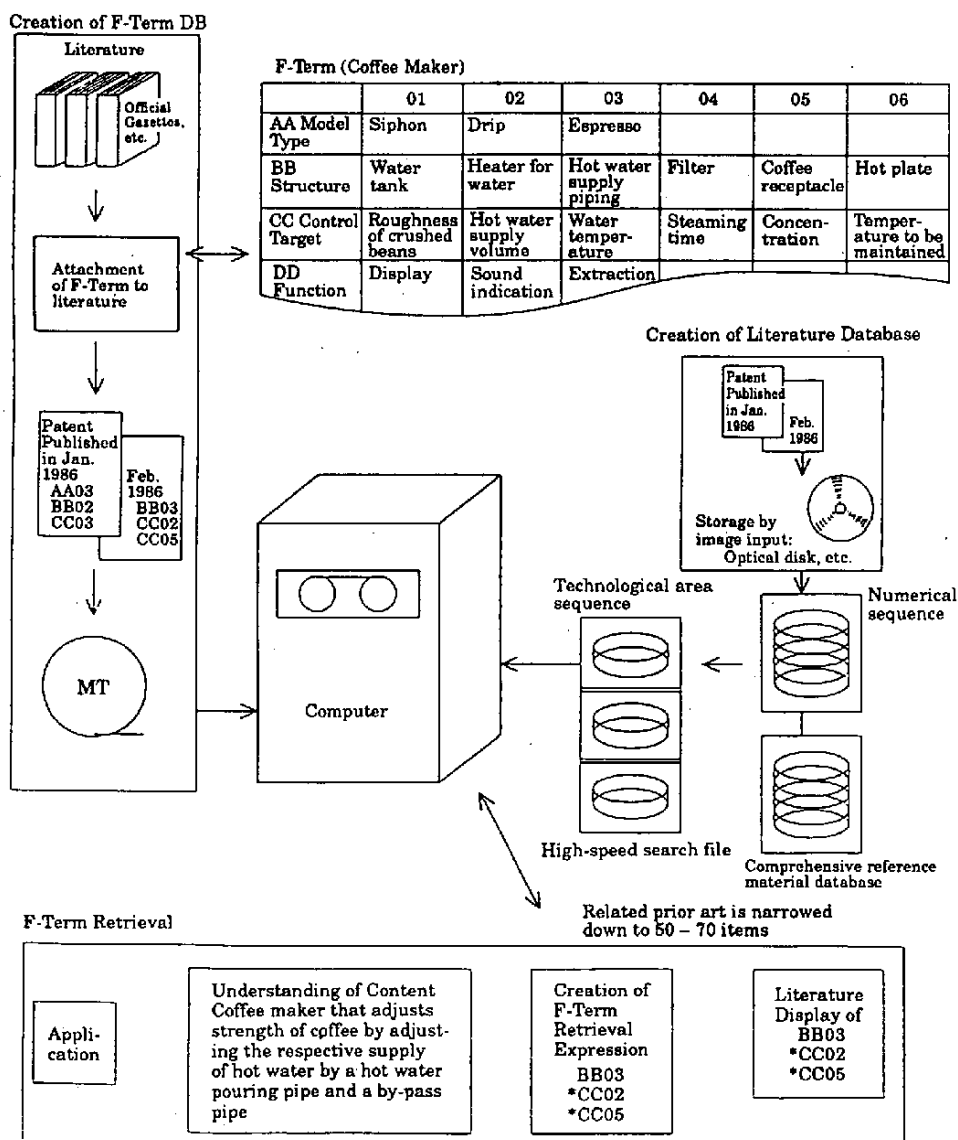 Creation of F-Term DB
Literature
Official
Gazettes,
etc.
Attachment
of F-Term to
literature
Patent
Published
in Jan.
1986
AA03
BB02
CC03
Feb.
1986
BB03
CC02
CC05
MT
F-Term (Coffee Maker)
01 02 03 04 05 06
AA Model
Type
Siphon
Drip
Espresso
BB
Structure
Water
tank
Heater for
water
Hot water
supply
piping
Filter
Coffee
receptacle
Hot plate
CC Control
Target
Roughness
of crushed
beans
Hot water
supply
volume
Water
temper-
ature
Steaming
time
Concen-
tration
Temper-
ature to be
maintained
DD
Function
Display
Sound
indication
Extraction
Creation of Literature Database
Patent
Published
in Jan.
1986
Feb.
1986
Storage by
image input:
Optical disk, etc.
Computer
Technological area
sequence
Numerical
sequence
High-speed search file
Comprehensive reference
material database
Related prior art is narrowed
down to 50 – 70 items
F-Term Retrieval
Appli-
cation
Understanding of Content
Coffee maker that adjusts
strength of coffee by adjust-
ing the respective supply
of hot water by a hot water
pouring pipe and a by-pass
pipe
Creation of
F-Term
Retrieval
Expression
BB03
*CC02
*CC05
Literature
Display of
BB03
*CC02
*CC05